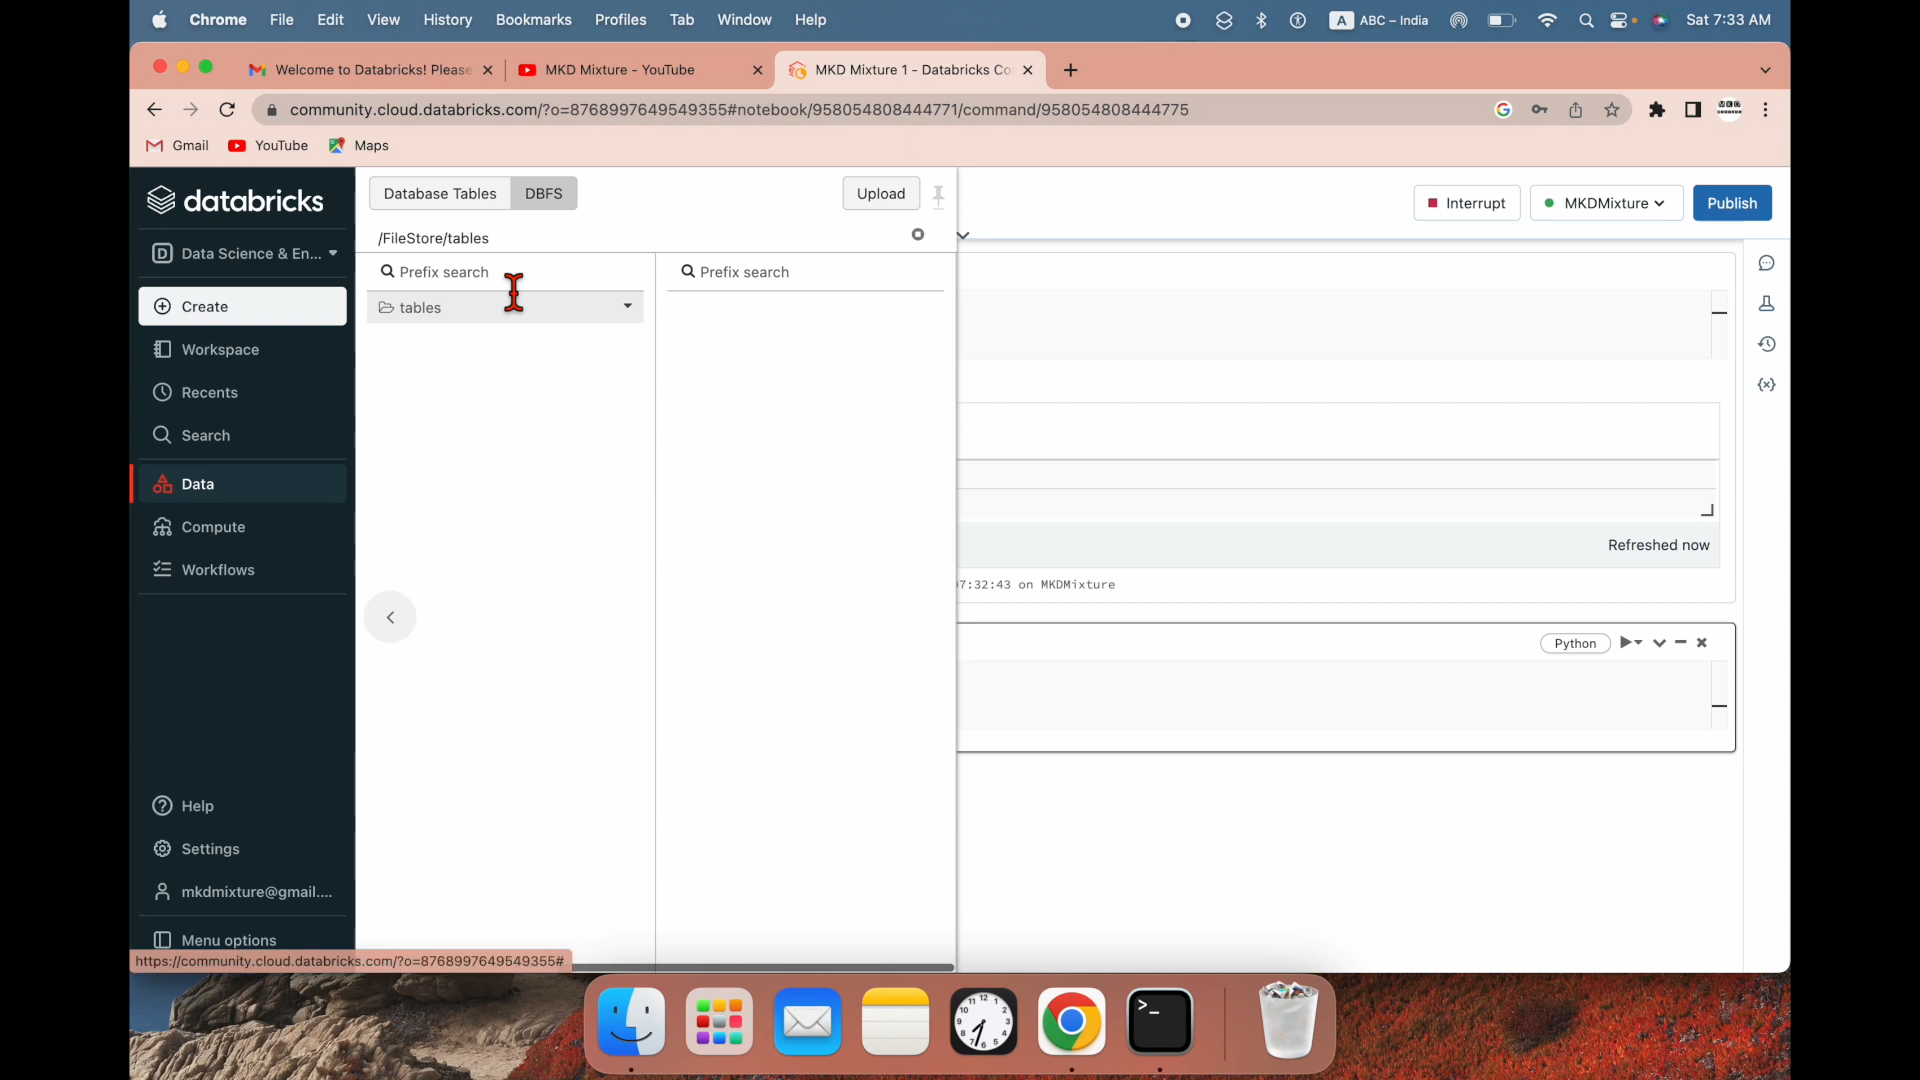 Chrome File Edit View History Bookmarks Profiles Tab Window Help
A ABC – India Sat 7:33 AM
Welcome to Databricks! Please
MKD Mixture - YouTube
MKD Mixture 1 - Databricks Co
community.cloud.databricks.com/?o=8768997649549355#notebook/958054808444771/command/958054808444775
Gmail YouTube Maps
databricks
D Data Science & En...
Create
Workspace
Recents
Search
Data
Compute
Workflows
Help
Settings
mkdmixture@gmail....
Menu options
https://community.cloud.databricks.com/?o=8768997649549355#
Database Tables DBFS Upload
/FileStore/tables
Prefix search Prefix search
tables
Interrupt MKDMixture Publish
Refreshed now
7:32:43 on MKDMixture
Python